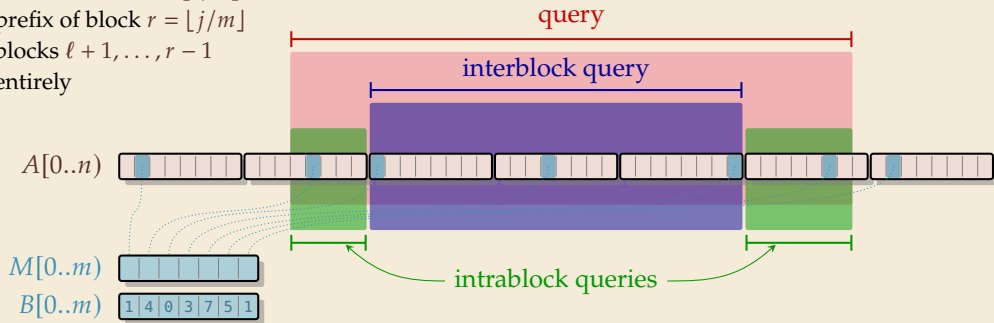 prefix of block r = ⌊j/m⌋
blocks ℓ + 1, . . . , r − 1
entirely
query
interblock query
A[0..n)
intrablock queries
M[0..m)
B[0..m)
1 4 0 3 7 5 1